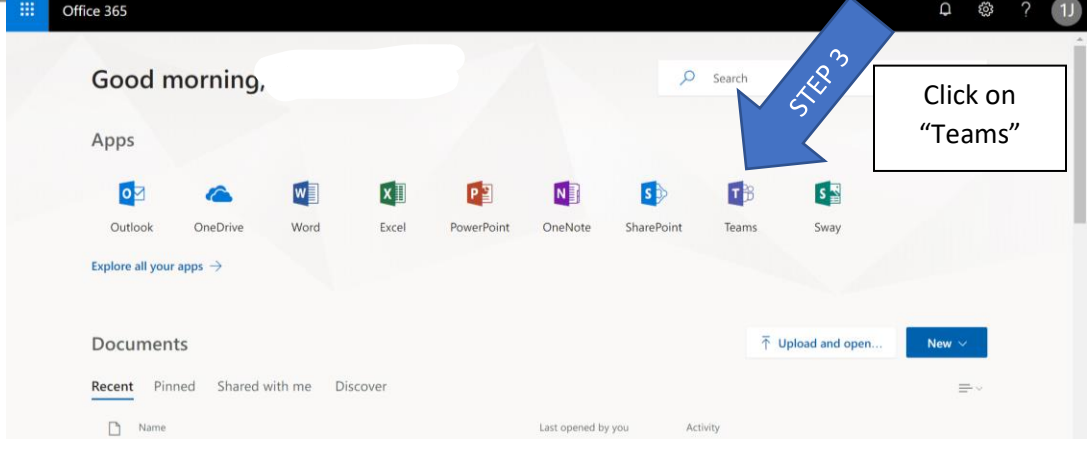 Office 365
?
1J
Good morning,
Search
STEP 3
Click on
“Teams”
Apps
Outlook OneDrive Word Excel PowerPoint OneNote SharePoint Teams Sway
Explore all your apps →
Documents
Upload and open... New
Recent Pinned Shared with me Discover
Name Last opened by you Activity